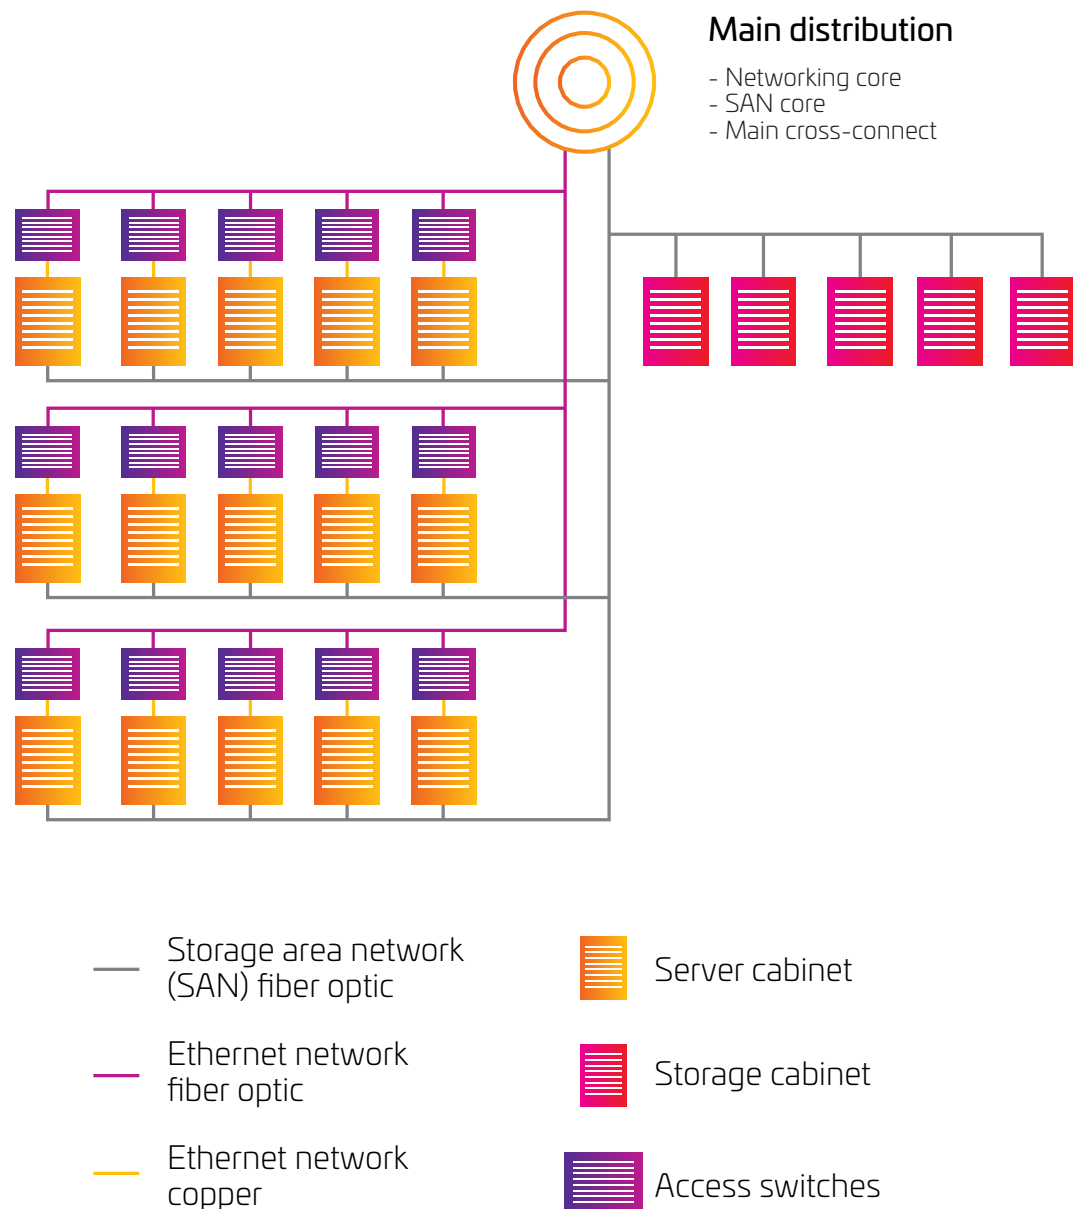 Main distribution
- Networking core
- SAN core
- Main cross-connect
Storage area network
(SAN) fiber optic
Ethernet network
fiber optic
Ethernet network
copper
Server cabinet
Storage cabinet
Access switches